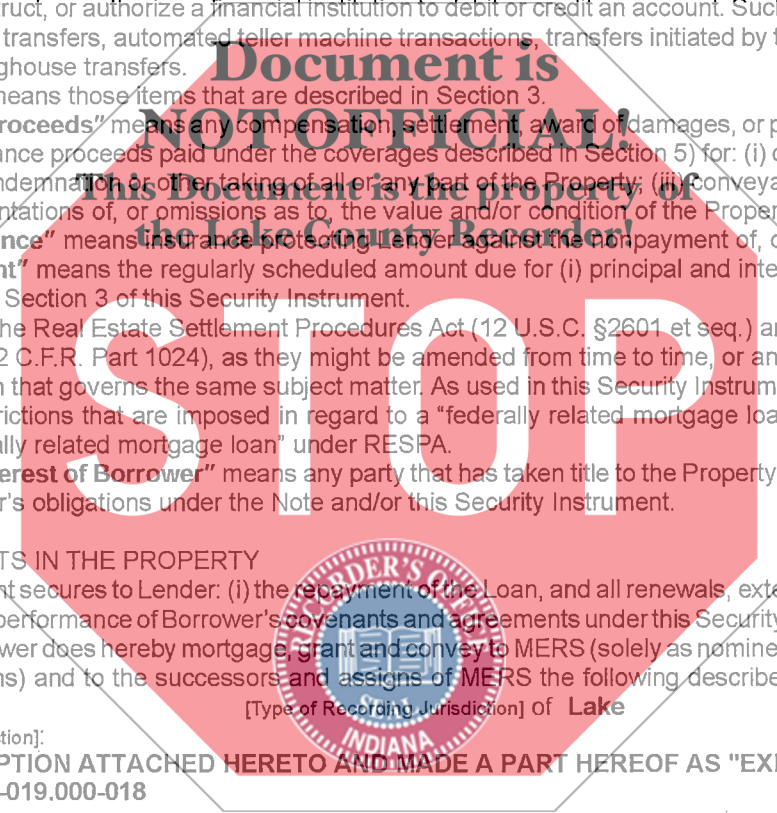 ruct, or authorize a financial institution to debit or credit an account. Such
transfers, automated teller machine transactions, transfers initiated by t
ghouse transfers.
Document is
means those items that are described in Section 3.
roceeds” means any compensation, settlement, award of damages, or p
NOT OFFICIAL!
ance proceeds paid under the coverages described in Section 5) for: (i) d
ndemnation or other taking of all or any part of the Property; (iii) conveya
This Document is the property of
ntations of, or omissions as to, the value and/or condition of the Proper
the Lake County Recorder!
nce” means insurance protecting Lender against the nonpayment of, o
nt” means the regularly scheduled amount due for (i) principal and inte
Section 3 of this Security Instrument.
he Real Estate Settlement Procedures Act (12 U.S.C. §2601 et seq.) an
2 C.F.R. Part 1024), as they might be amended from time to time, or an
n that governs the same subject matter. As used in this Security Instrum
rictions that are imposed in regard to a “federally related mortgage loa
lly related mortgage loan” under RESPA.
STOP
erest of Borrower” means any party that has taken title to the Property
r’s obligations under the Note and/or this Security Instrument.
TS IN THE PROPERTY
nt secures to Lender: (i) the repayment of the Loan, and all renewals, exte
performance of Borrower’s covenants and agreements under this Security
wer does hereby mortgage, grant and convey to MERS (solely as nomine
ns) and to the successors and assigns of MERS the following describe
RECORDER'S OFFICE
SEAL
INDIANA
[Type of Recording Jurisdiction] of Lake
tion]:
PTION ATTACHED HERETO AND MADE A PART HEREOF AS "EXH
-019.000-018